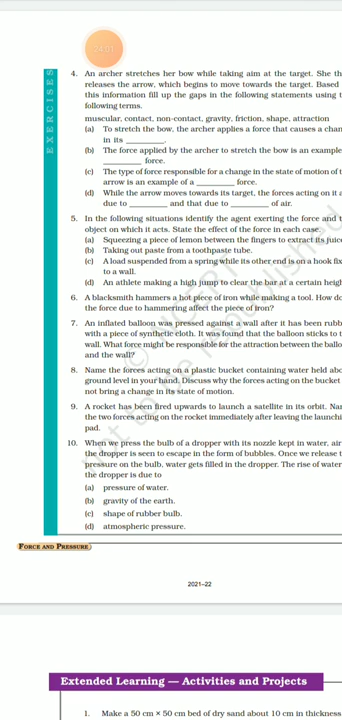 24:01
EXERCISES
4. An archer stretches her bow while taking aim at the target. She th
releases the arrow, which begins to move towards the target. Based
this information fill up the gaps in the following statements using t
following terms.
muscular, contact, non-contact, gravity, friction, shape, attraction
(a) To stretch the bow, the archer applies a force that causes a chan
in its ________.
(b) The force applied by the archer to stretch the bow is an example
________ force.
(c) The type of force responsible for a change in the state of motion of t
arrow is an example of a ________ force.
(d) While the arrow moves towards its target, the forces acting on it a
due to ________ and that due to ________ of air.
5. In the following situations identify the agent exerting the force and t
object on which it acts. State the effect of the force in each case.
(a) Squeezing a piece of lemon between the fingers to extract its juice
(b) Taking out paste from a toothpaste tube.
(c) A load suspended from a spring while its other end is on a hook fix
to a wall.
(d) An athlete making a high jump to clear the bar at a certain heigh
6. A blacksmith hammers a hot piece of iron while making a tool. How do
the force due to hammering affect the piece of iron?
7. An inflated balloon was pressed against a wall after it has been rubb
with a piece of synthetic cloth. It was found that the balloon sticks to t
wall. What force might be responsible for the attraction between the ballo
and the wall?
8. Name the forces acting on a plastic bucket containing water held abo
ground level in your hand. Discuss why the forces acting on the bucket
not bring a change in its state of motion.
9. A rocket has been fired upwards to launch a satellite in its orbit. Nam
the two forces acting on the rocket immediately after leaving the launchi
pad.
10. When we press the bulb of a dropper with its nozzle kept in water, air
the dropper is seen to escape in the form of bubbles. Once we release t
pressure on the bulb, water gets filled in the dropper. The rise of water
the dropper is due to
(a) pressure of water.
(b) gravity of the earth.
(c) shape of rubber bulb.
(d) atmospheric pressure.
© NCERT
not to be republished
FORCE AND PRESSURE
2021–22
Extended Learning — Activities and Projects
1. Make a 50 cm × 50 cm bed of dry sand about 10 cm in thickness